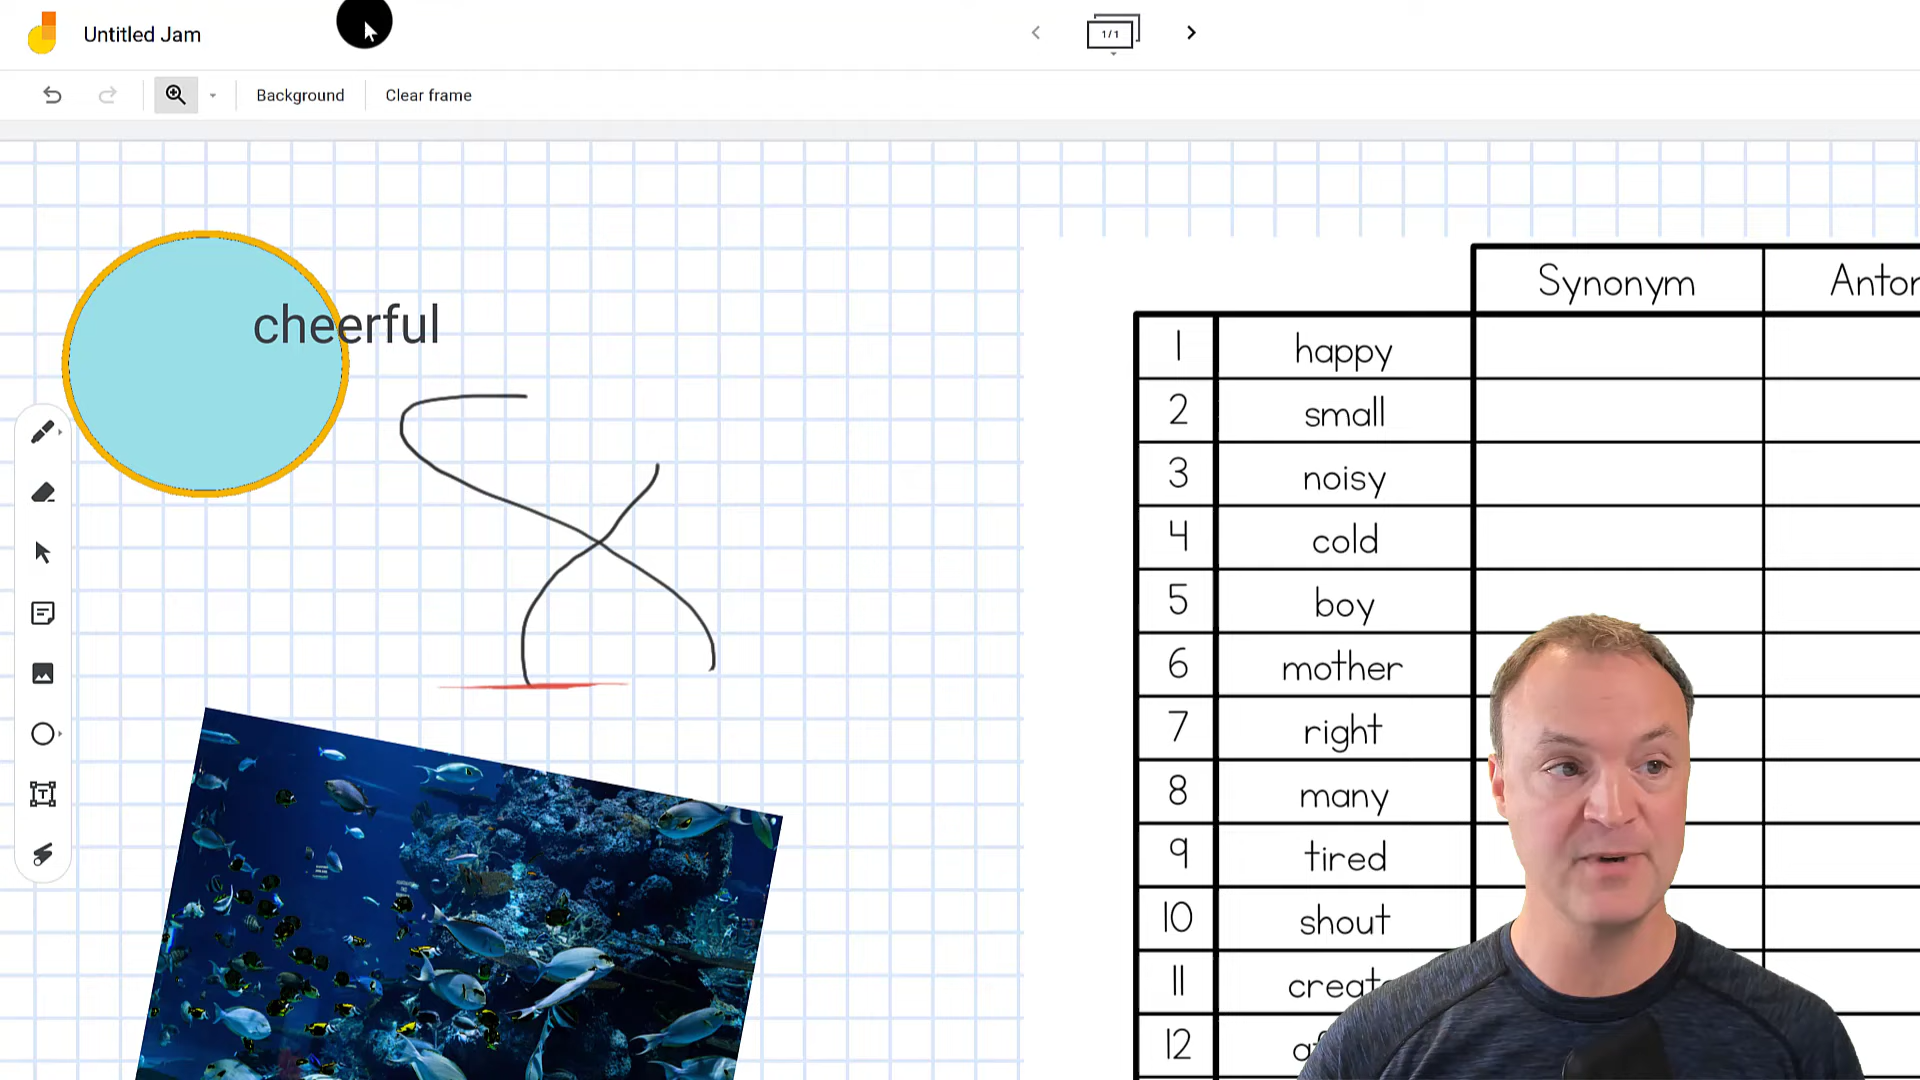 Untitled Jam
1/1
Background
Clear frame
cheerful
Synonym
1 happy
2 small
3 noisy
4 cold
5 boy
6 mother
7 right
8 many
9 tired
10 shout
11
12